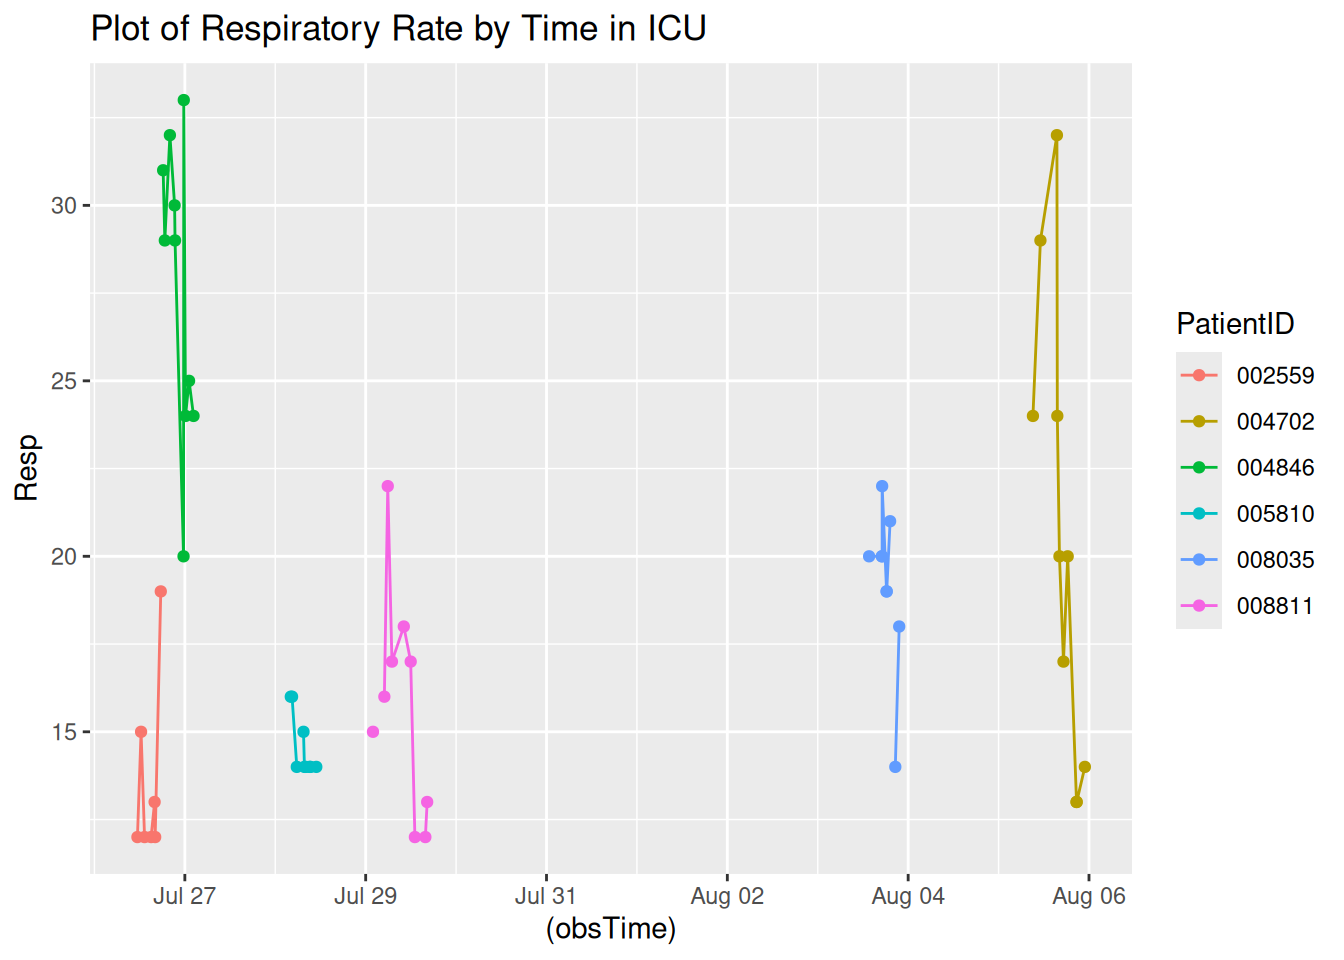 Plot of Respiratory Rate by Time in ICU
30
25
20
15
Resp
Jul 27 Jul 29 Jul 31 Aug 02 Aug 04 Aug 06
(obsTime)
PatientID
002559
004702
004846
005810
008035
008811